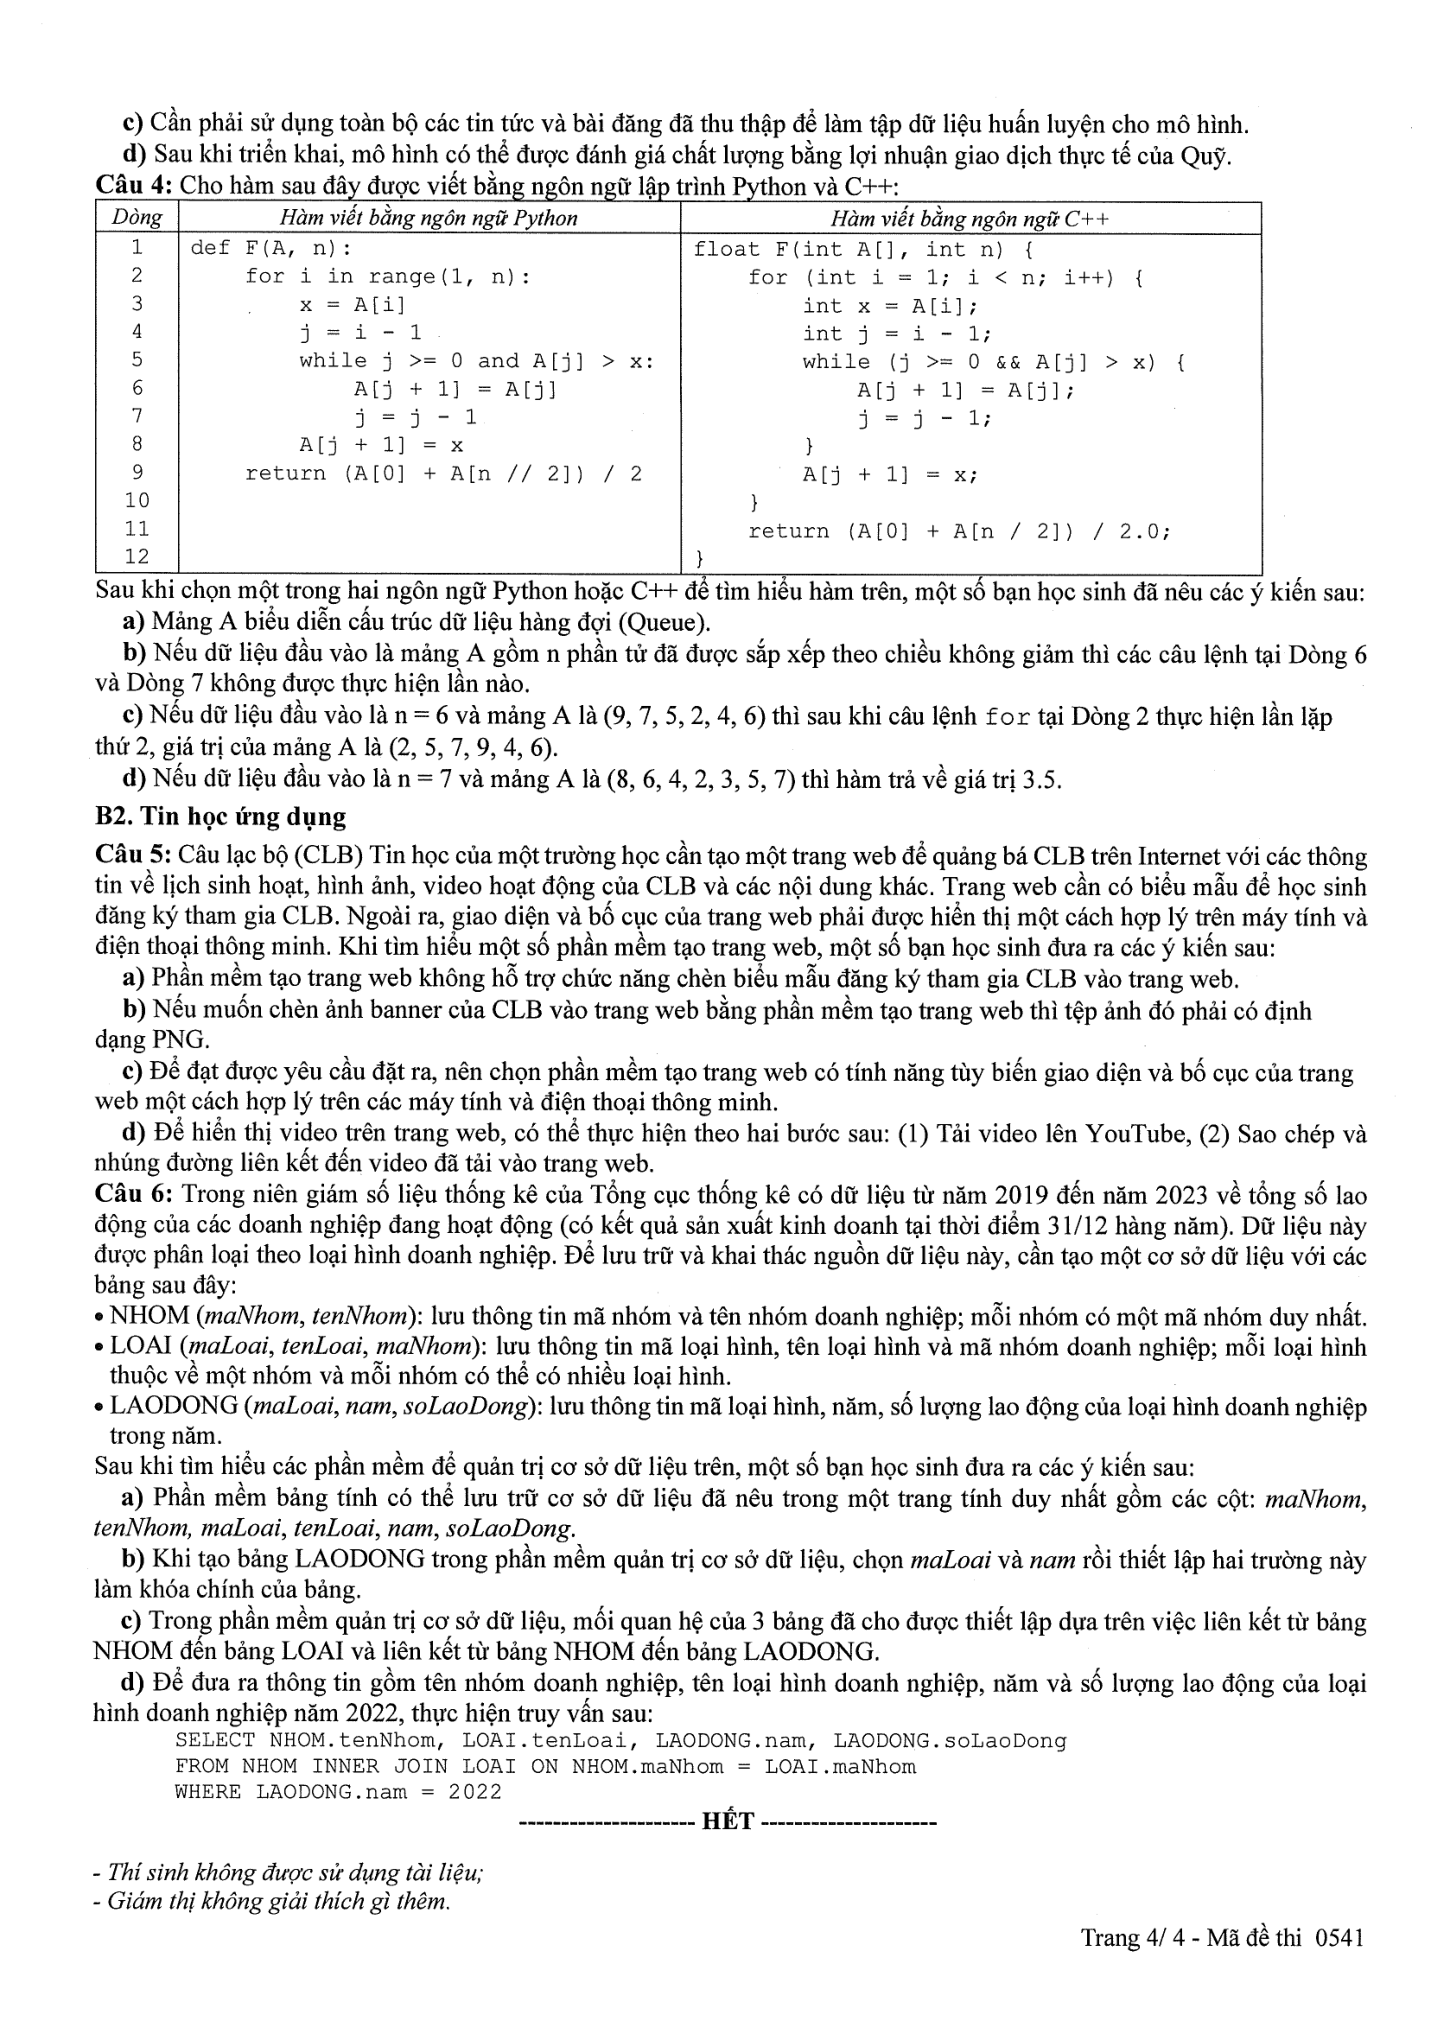 c) Cần phải sử dụng toàn bộ các tin tức và bài đăng đã thu thập để làm tập dữ liệu huấn luyện cho mô hình.
d) Sau khi triển khai, mô hình có thể được đánh giá chất lượng bằng lợi nhuận giao dịch thực tế của Quỹ.
Câu 4: Cho hàm sau đây được viết bằng ngôn ngữ lập trình Python và C++:
Dòng Hàm viết bằng ngôn ngữ Python Hàm viết bằng ngôn ngữ C++
1 def F(A, n): float F(int A[], int n) {
2 for i in range(1, n): for (int i = 1; i < n; i++) {
3 x = A[i] int x = A[i];
4 j = i - 1 int j = i - 1;
5 while j >= 0 and A[j] > x: while (j >= 0 && A[j] > x) {
6 A[j + 1] = A[j] A[j + 1] = A[j];
7 j = j - 1 j = j - 1;
8 A[j + 1] = x }
9 return (A[0] + A[n // 2]) / 2 A[j + 1] = x;
10 }
11 return (A[0] + A[n / 2]) / 2.0;
12 }
Sau khi chọn một trong hai ngôn ngữ Python hoặc C++ để tìm hiểu hàm trên, một số bạn học sinh đã nêu các ý kiến sau:
a) Mảng A biểu diễn cấu trúc dữ liệu hàng đợi (Queue).
b) Nếu dữ liệu đầu vào là mảng A gồm n phần tử đã được sắp xếp theo chiều không giảm thì các câu lệnh tại Dòng 6
và Dòng 7 không được thực hiện lần nào.
c) Nếu dữ liệu đầu vào là n = 6 và mảng A là (9, 7, 5, 2, 4, 6) thì sau khi câu lệnh for tại Dòng 2 thực hiện lần lặp
thứ 2, giá trị của mảng A là (2, 5, 7, 9, 4, 6).
d) Nếu dữ liệu đầu vào là n = 7 và mảng A là (8, 6, 4, 2, 3, 5, 7) thì hàm trả về giá trị 3.5.
B2. Tin học ứng dụng
Câu 5: Câu lạc bộ (CLB) Tin học của một trường học cần tạo một trang web để quảng bá CLB trên Internet với các thông
tin về lịch sinh hoạt, hình ảnh, video hoạt động của CLB và các nội dung khác. Trang web cần có biểu mẫu để học sinh
đăng ký tham gia CLB. Ngoài ra, giao diện và bố cục của trang web phải được hiển thị một cách hợp lý trên máy tính và
điện thoại thông minh. Khi tìm hiểu một số phần mềm tạo trang web, một số bạn học sinh đưa ra các ý kiến sau:
a) Phần mềm tạo trang web không hỗ trợ chức năng chèn biểu mẫu đăng ký tham gia CLB vào trang web.
b) Nếu muốn chèn ảnh banner của CLB vào trang web bằng phần mềm tạo trang web thì tệp ảnh đó phải có định
dạng PNG.
c) Để đạt được yêu cầu đặt ra, nên chọn phần mềm tạo trang web có tính năng tùy biến giao diện và bố cục của trang
web một cách hợp lý trên các máy tính và điện thoại thông minh.
d) Để hiển thị video trên trang web, có thể thực hiện theo hai bước sau: (1) Tải video lên YouTube, (2) Sao chép và
nhúng đường liên kết đến video đã tải vào trang web.
Câu 6: Trong niên giám số liệu thống kê của Tổng cục thống kê có dữ liệu từ năm 2019 đến năm 2023 về tổng số lao
động của các doanh nghiệp đang hoạt động (có kết quả sản xuất kinh doanh tại thời điểm 31/12 hàng năm). Dữ liệu này
được phân loại theo loại hình doanh nghiệp. Để lưu trữ và khai thác nguồn dữ liệu này, cần tạo một cơ sở dữ liệu với các
bảng sau đây:
• NHOM (maNhom, tenNhom): lưu thông tin mã nhóm và tên nhóm doanh nghiệp; mỗi nhóm có một mã nhóm duy nhất.
• LOAI (maLoai, tenLoai, maNhom): lưu thông tin mã loại hình, tên loại hình và mã nhóm doanh nghiệp; mỗi loại hình
thuộc về một nhóm và mỗi nhóm có thể có nhiều loại hình.
• LAODONG (maLoai, nam, soLaoDong): lưu thông tin mã loại hình, năm, số lượng lao động của loại hình doanh nghiệp
trong năm.
Sau khi tìm hiểu các phần mềm để quản trị cơ sở dữ liệu trên, một số bạn học sinh đưa ra các ý kiến sau:
a) Phần mềm bảng tính có thể lưu trữ cơ sở dữ liệu đã nêu trong một trang tính duy nhất gồm các cột: maNhom,
tenNhom, maLoai, tenLoai, nam, soLaoDong.
b) Khi tạo bảng LAODONG trong phần mềm quản trị cơ sở dữ liệu, chọn maLoai và nam rồi thiết lập hai trường này
làm khóa chính của bảng.
c) Trong phần mềm quản trị cơ sở dữ liệu, mối quan hệ của 3 bảng đã cho được thiết lập dựa trên việc liên kết từ bảng
NHOM đến bảng LOAI và liên kết từ bảng NHOM đến bảng LAODONG.
d) Để đưa ra thông tin gồm tên nhóm doanh nghiệp, tên loại hình doanh nghiệp, năm và số lượng lao động của loại
hình doanh nghiệp năm 2022, thực hiện truy vấn sau:
SELECT NHOM.tenNhom, LOAI.tenLoai, LAODONG.nam, LAODONG.soLaoDong
FROM NHOM INNER JOIN LOAI ON NHOM.maNhom = LOAI.maNhom
WHERE LAODONG.nam = 2022
--------------------- HẾT ---------------------
- Thí sinh không được sử dụng tài liệu;
- Giám thị không giải thích gì thêm.
Trang 4/ 4 - Mã đề thi 0541